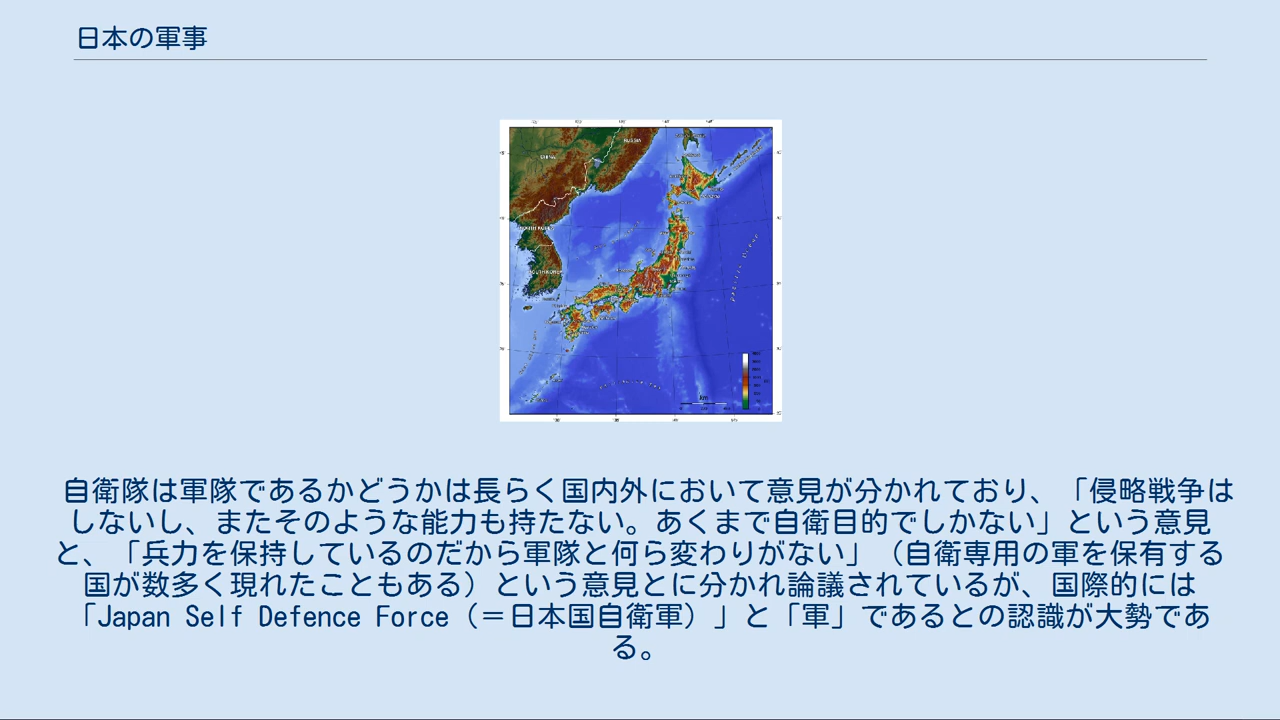 日本の軍事
CHINA
RUSSIA
NORTH KOREA
SOUTH KOREA
Km
自衛隊は軍隊であるかどうかは長らく国内外において意見が分かれており、「侵略戦争は
しないし、またそのような能力も持たない。あくまで自衛目的でしかない」という意見
と、「兵力を保持しているのだから軍隊と何ら変わりがない」（自衛専用の軍を保有する
国が数多く現れたこともある）という意見とに分かれ論議されているが、国際的には
「Japan Self Defence Force（＝日本国自衛軍）」と「軍」であるとの認識が大勢であ
る。